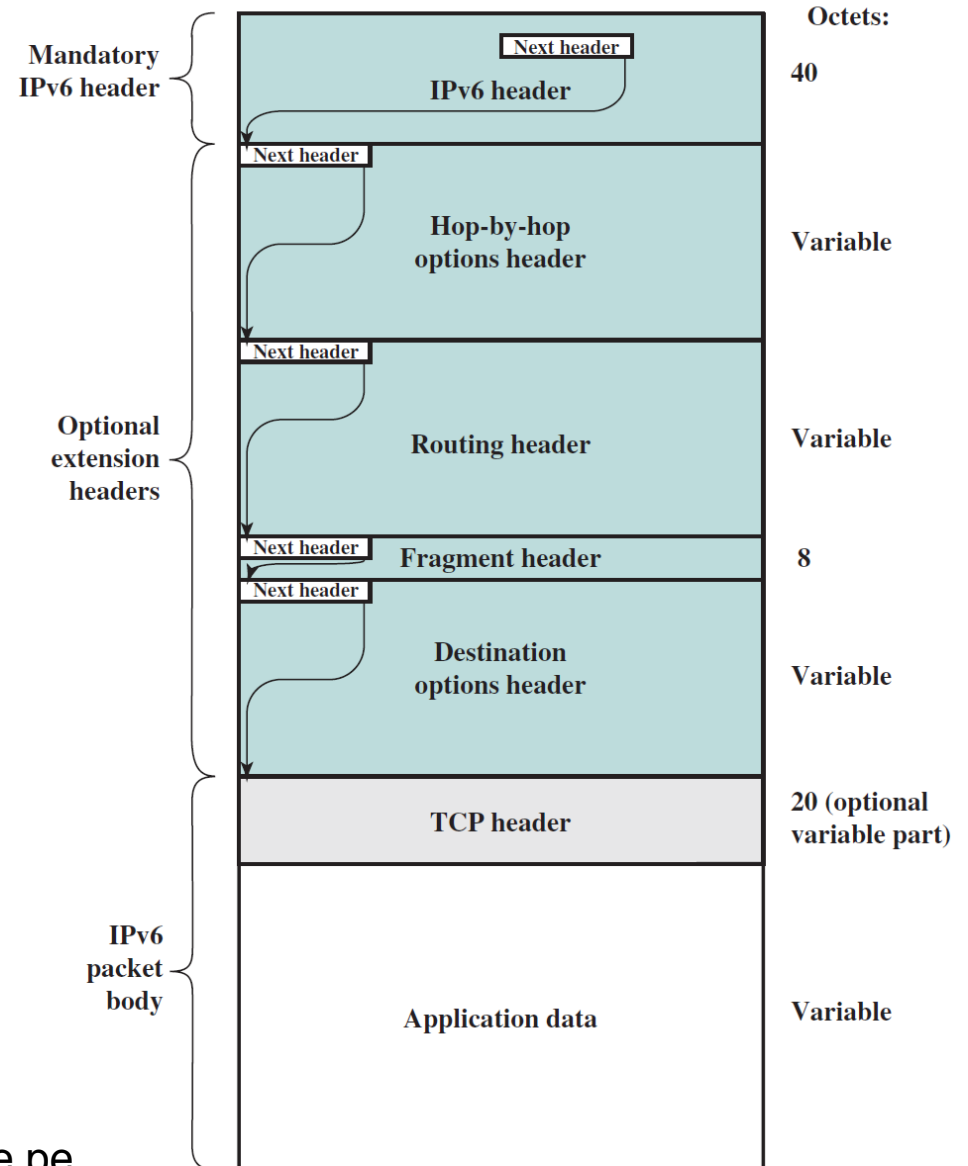 Octets:
Next header
Mandatory
IPv6 header
IPv6 header
40
Next header
Hop-by-hop
options header
Variable
Next header
Optional
extension
headers
Routing header
Variable
Next header
Fragment header
8
Next header
Destination
options header
Variable
TCP header
20 (optional
variable part)
IPv6
packet
body
Application data
Variable
e pe